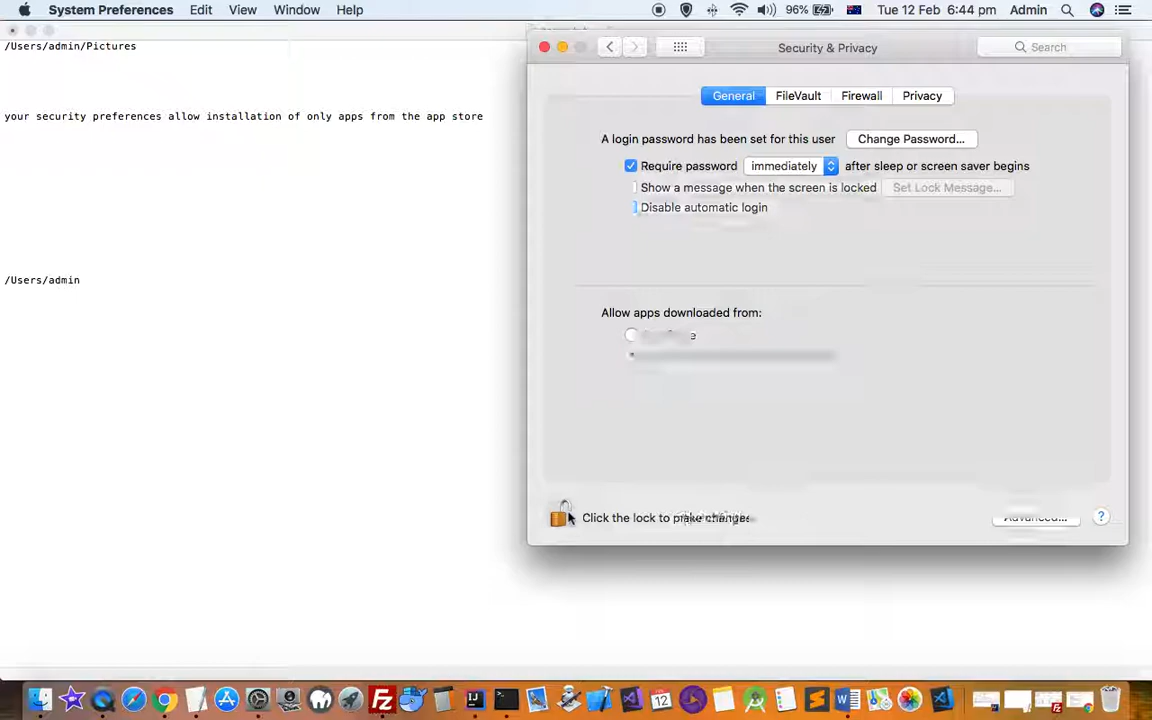 System Preferences Edit View Window Help 96% Tue 12 Feb 6:44 pm Admin
/Users/admin/Pictures
your security preferences allow installation of only apps from the app store
/Users/admin
Security & Privacy
Search
General FileVault Firewall Privacy
A login password has been set for this user Change Password...
Require password immediately after sleep or screen saver begins
Show a message when the screen is locked Set Lock Message...
Disable automatic login
Allow apps downloaded from:
Click the lock to make changes
Advanced... ?